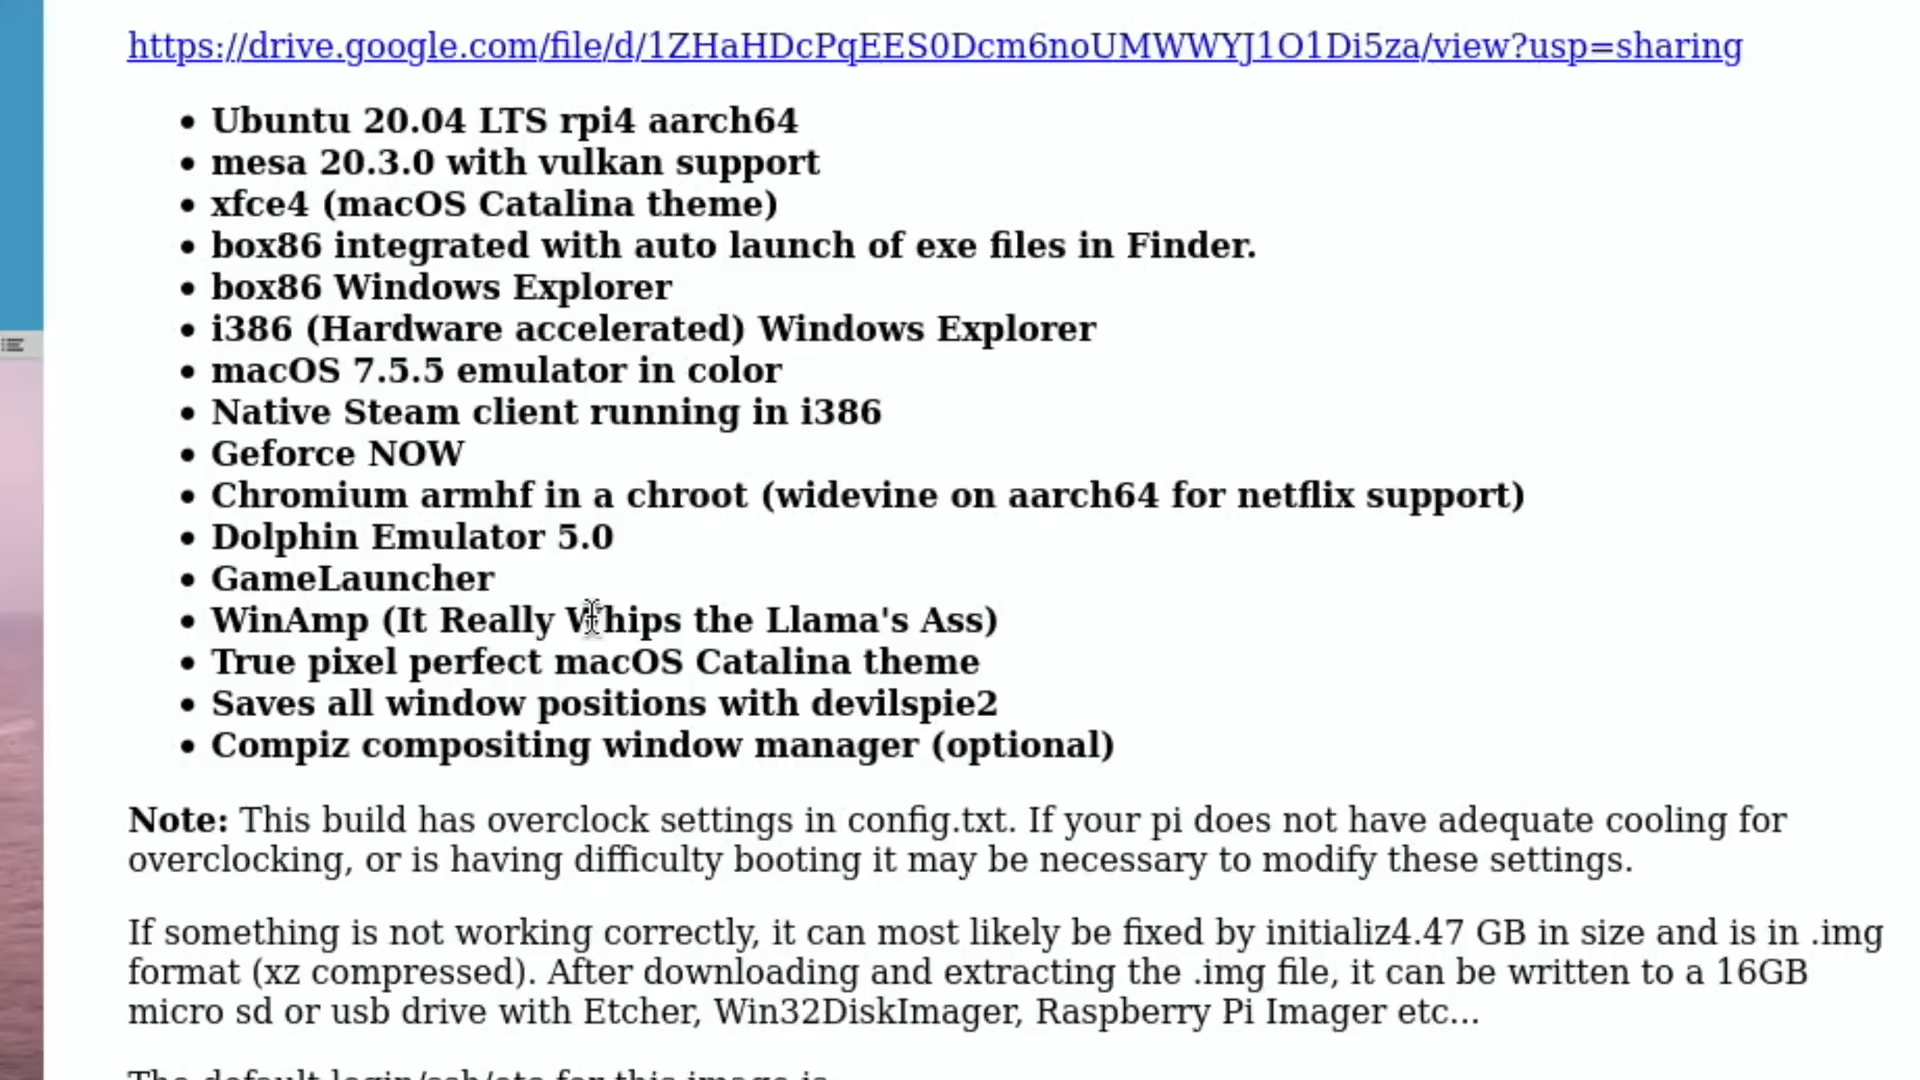 https://drive.google.com/file/d/1ZHaHDcPqEES0Dcm6noUMWWYJ1O1Di5za/view?usp=sharing
• Ubuntu 20.04 LTS rpi4 aarch64
• mesa 20.3.0 with vulkan support
• xfce4 (macOS Catalina theme)
• box86 integrated with auto launch of exe files in Finder.
• box86 Windows Explorer
• i386 (Hardware accelerated) Windows Explorer
• macOS 7.5.5 emulator in color
• Native Steam client running in i386
• Geforce NOW
• Chromium armhf in a chroot (widevine on aarch64 for netflix support)
• Dolphin Emulator 5.0
• GameLauncher
• WinAmp (It Really Whips the Llama's Ass)
• True pixel perfect macOS Catalina theme
• Saves all window positions with devilspie2
• Compiz compositing window manager (optional)
Note: This build has overclock settings in config.txt. If your pi does not have adequate cooling for
overclocking, or is having difficulty booting it may be necessary to modify these settings.
If something is not working correctly, it can most likely be fixed by initializ4.47 GB in size and is in .img
format (xz compressed). After downloading and extracting the .img file, it can be written to a 16GB
micro sd or usb drive with Etcher, Win32DiskImager, Raspberry Pi Imager etc...
The default login/ssh/etc for this image is